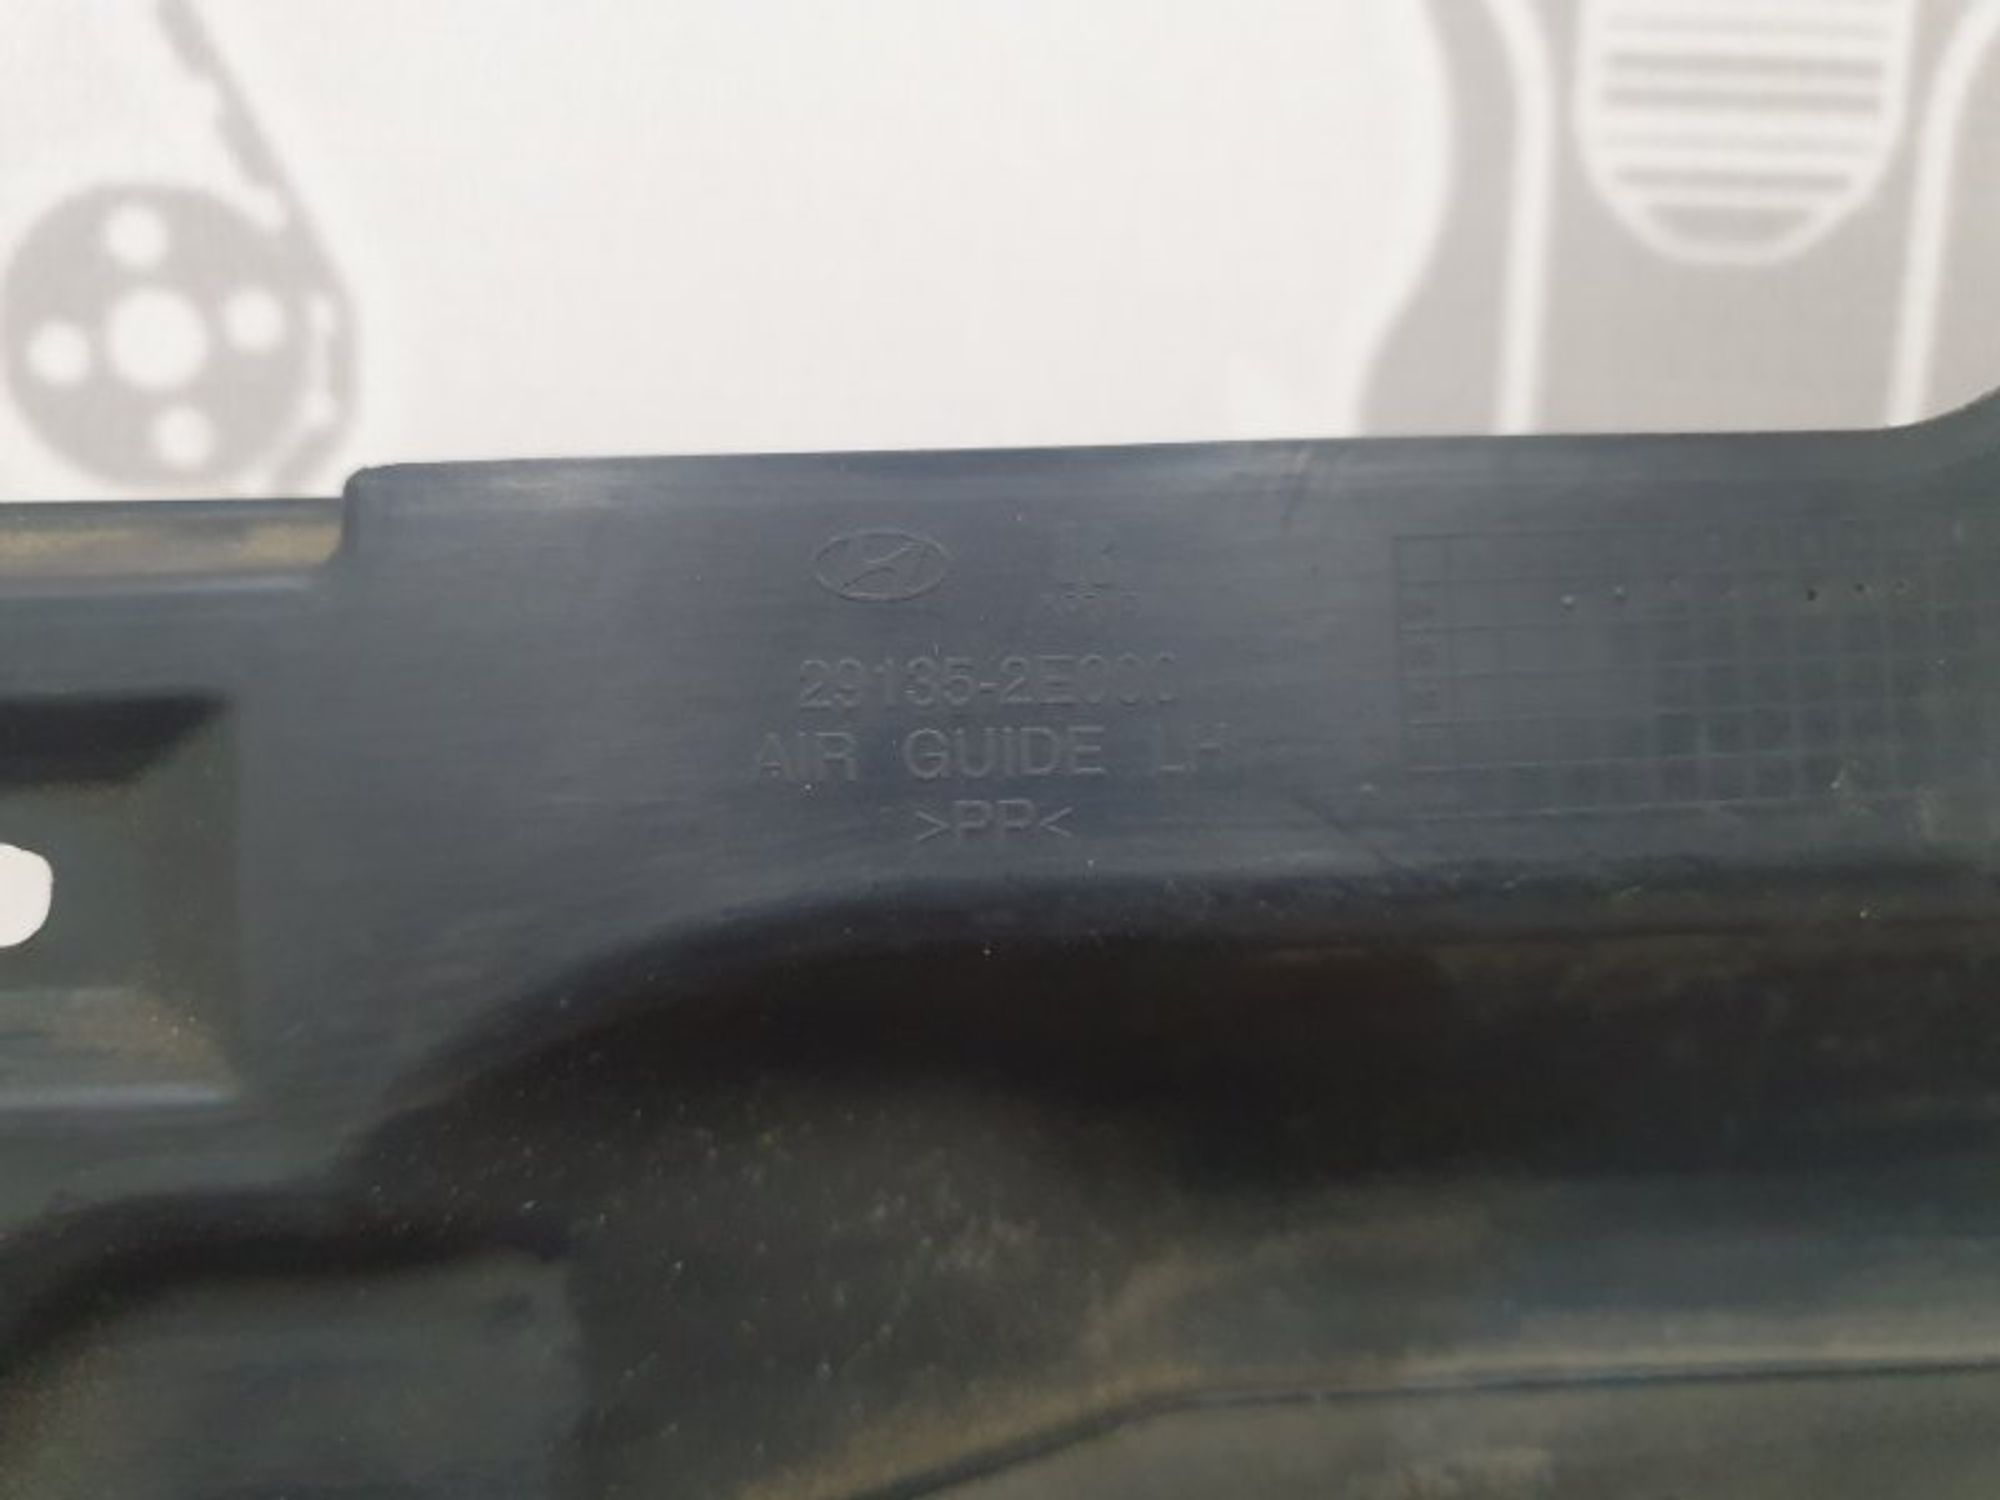 29135-2E000
AIR GUIDE LH
>PP<